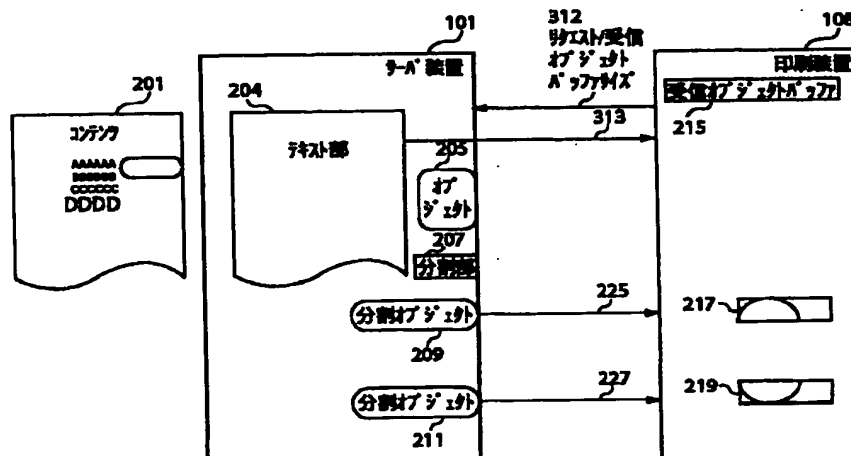 312
リクエスト/受信
オブジェクト
バッファサイズ
101
108
サーバ装置
印刷装置
201
204
受信オブジェクトバッファ
215
コンテンツ
テキスト部
313
205
AAAAAA
BBBBBB
CCCCCC
DDDD
オブ
ジェクト
207
分割部
225
217
分割オブジェクト
209
227
219
分割オブジェクト
211